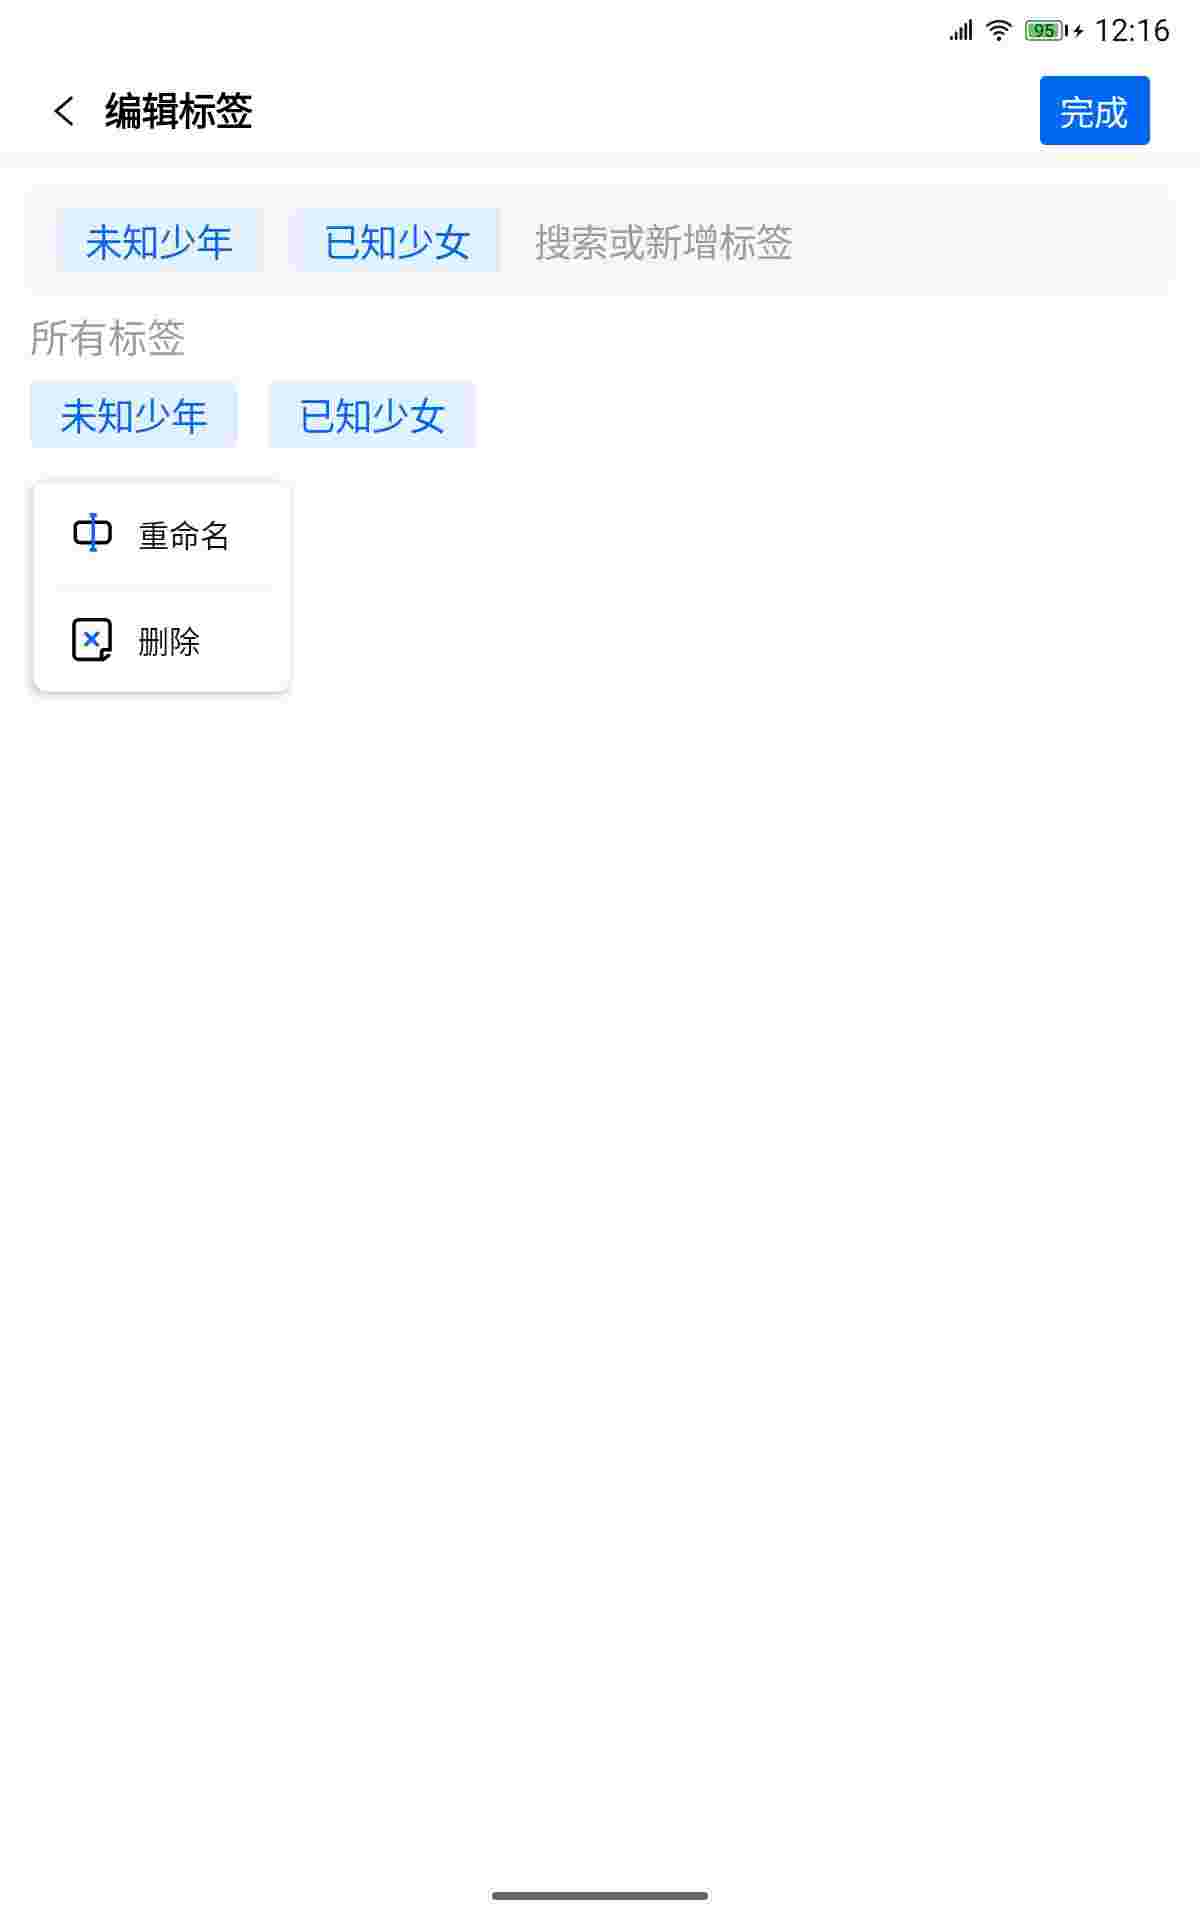 95 12:16
编辑标签 完成
未知少年 已知少女 搜索或新增标签
所有标签
未知少年 已知少女
重命名
删除